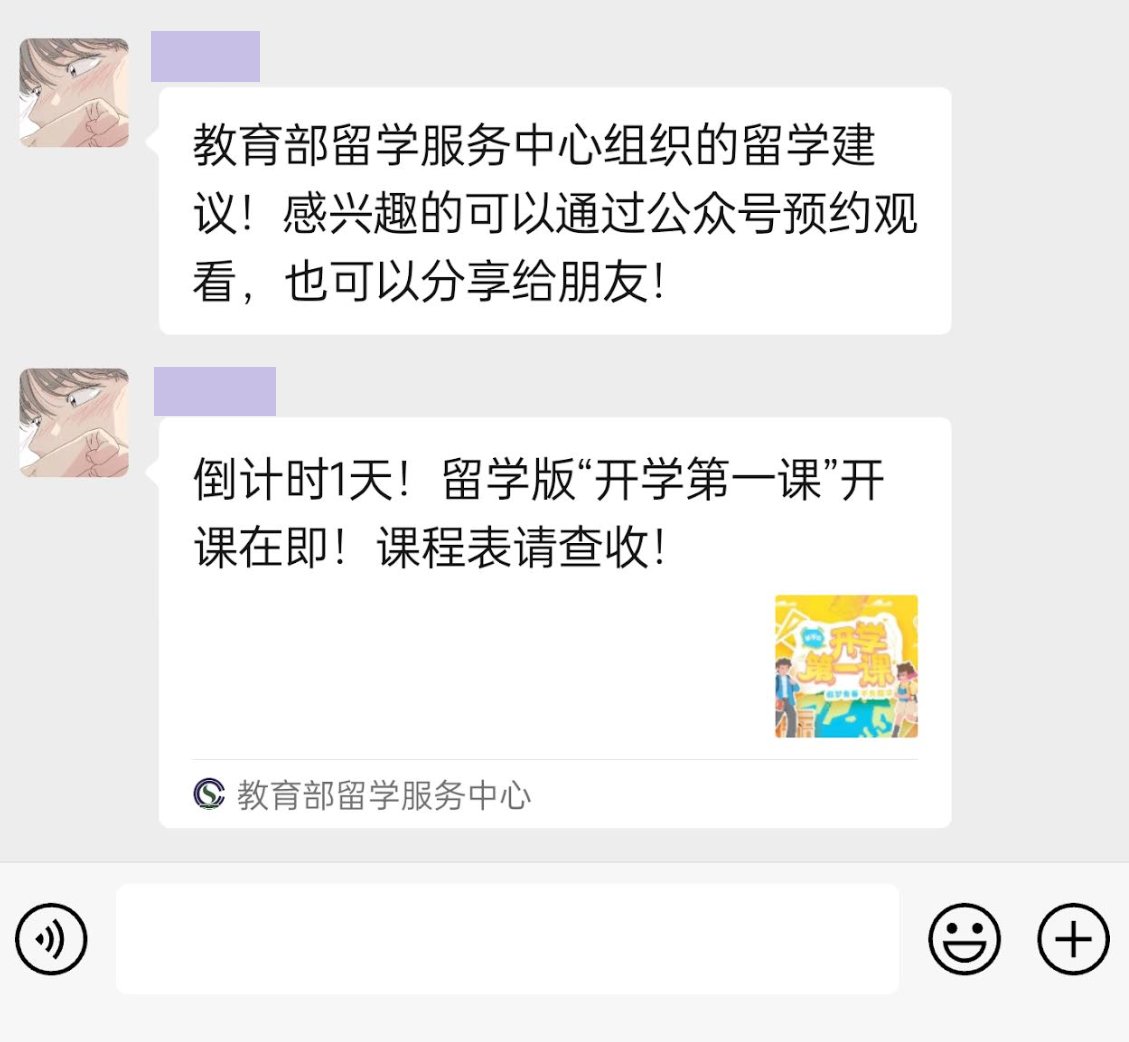 教育部留学服务中心组织的留学建
议！感兴趣的可以通过公众号预约观
看，也可以分享给朋友！
倒计时1天！留学版“开学第一课”开
课在即！课程表请查收！
开学
第一课
教育部留学服务中心